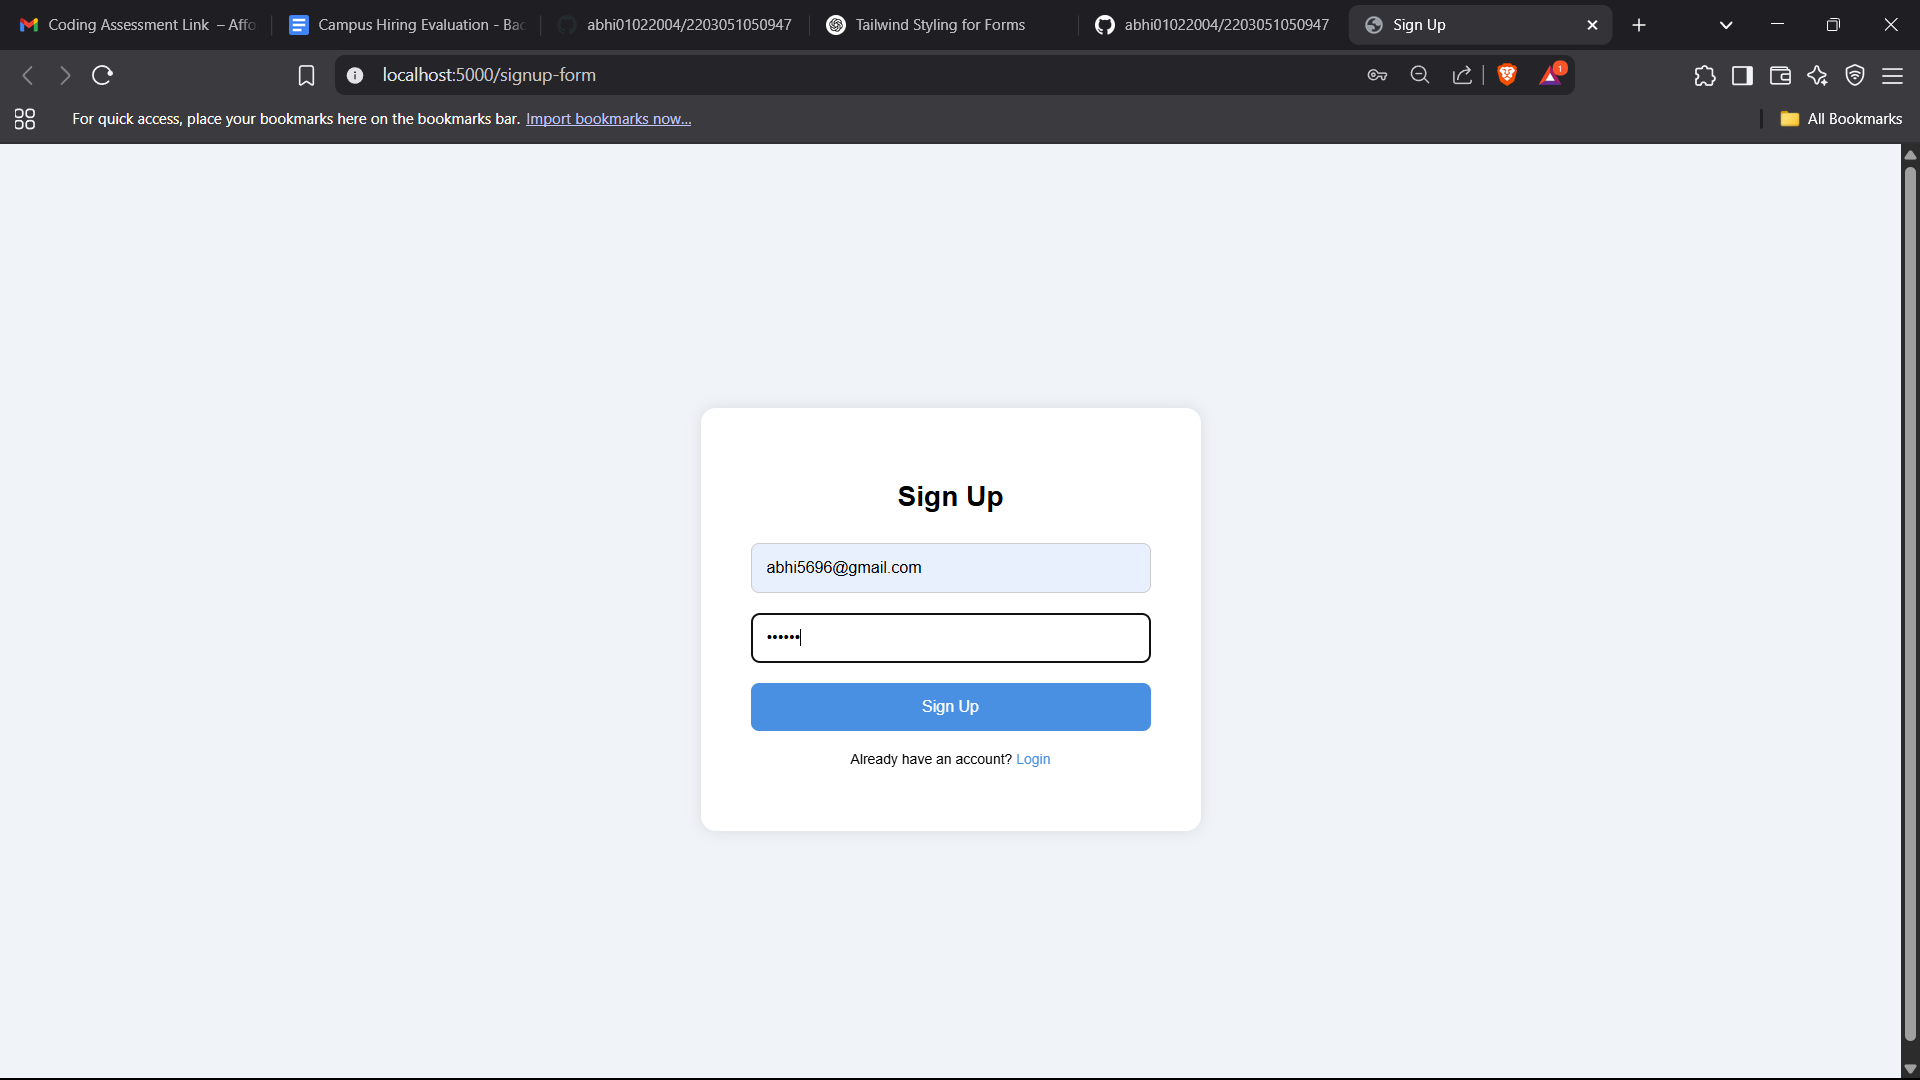 Coding Assessment Link – Affo
Campus Hiring Evaluation - Bac
abhi01022004/2203051050947
Tailwind Styling for Forms
abhi01022004/2203051050947
Sign Up
localhost:5000/signup-form
1
For quick access, place your bookmarks here on the bookmarks bar. Import bookmarks now...
All Bookmarks
Sign Up
abhi5696@gmail.com
••••••
Sign Up
Already have an account? Login